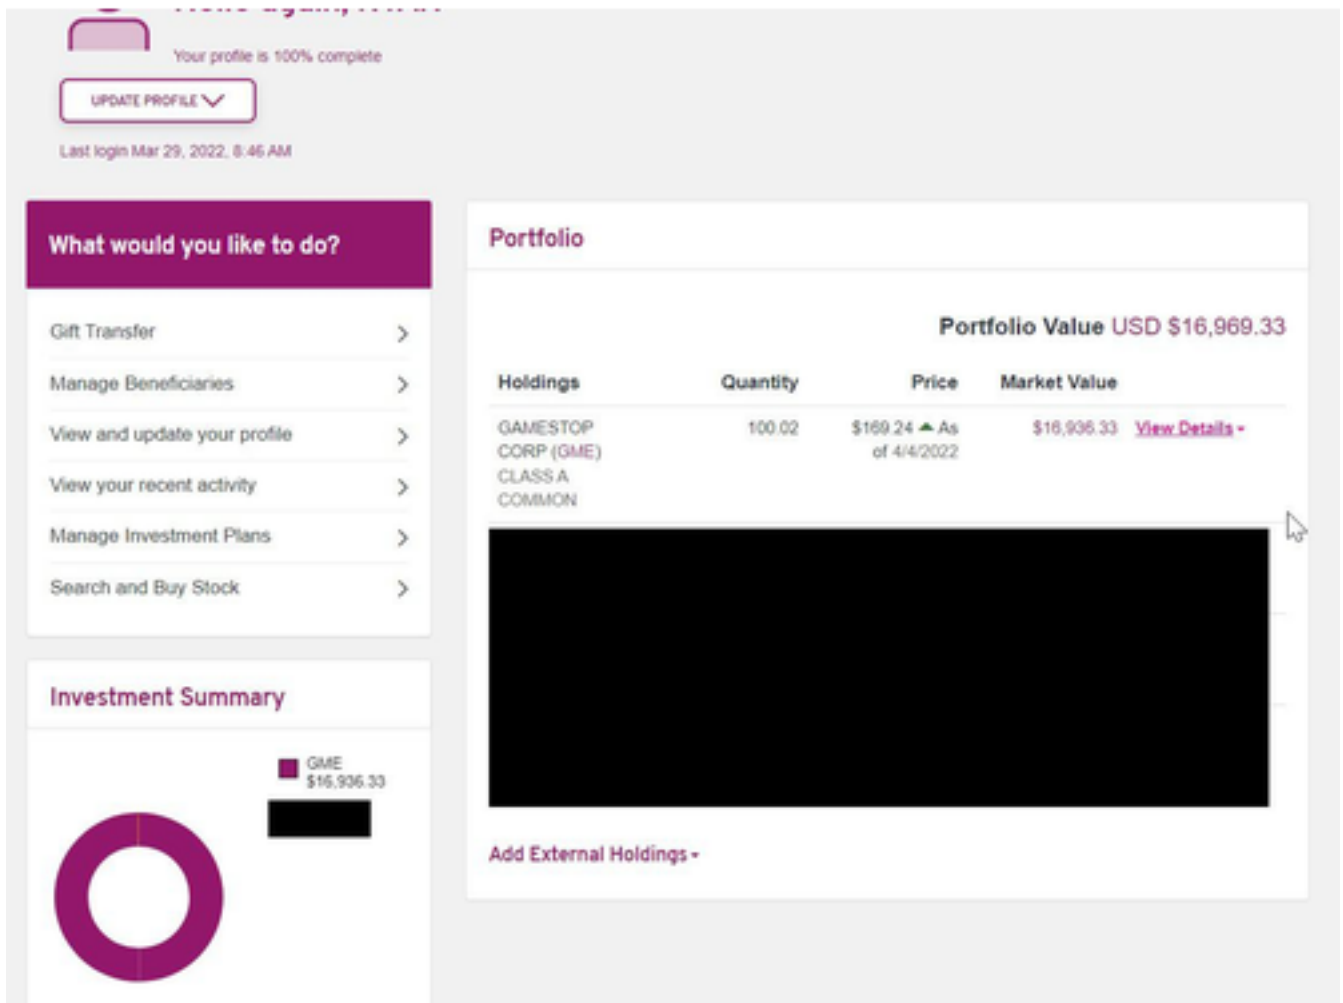 Your profile is 100% complete
UPDATE PROFILE
Last login Mar 29, 2022, 8:46 AM
What would you like to do?
Gift Transfer
Manage Beneficiaries
View and update your profile
View your recent activity
Manage Investment Plans
Search and Buy Stock
Investment Summary
GME
$16,936.33
Portfolio
Portfolio Value USD $16,969.33
Holdings Quantity Price Market Value
GAMESTOP 100.02 $169.24 ▲ As $16,936.33 View Details
CORP (GME) of 4/4/2022
CLASS A
COMMON
Add External Holdings